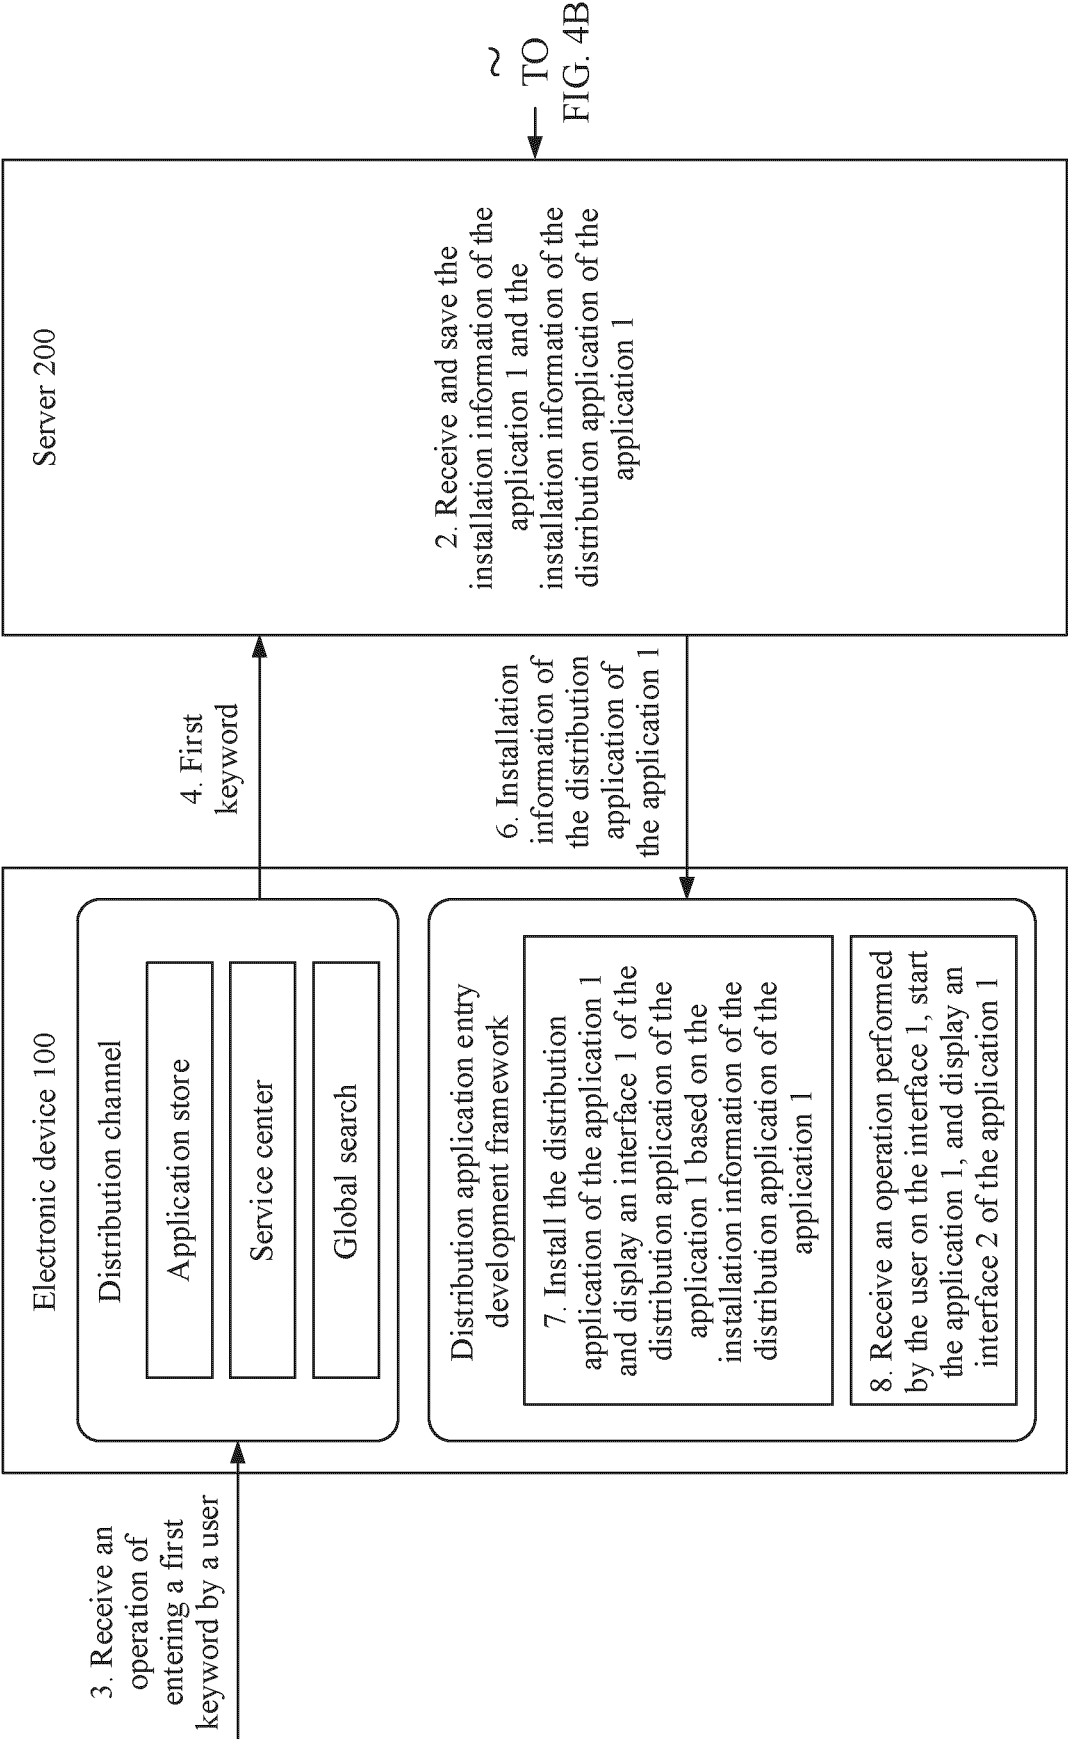 3. Receive an
operation of
entering a first
keyword by a user
Electronic device 100
Distribution channel
Application store
Service center
Global search
Distribution application entry
development framework
7. Install the distribution
application of the application 1
and display an interface 1 of the
distribution application of the
application 1 based on the
installation information of the
distribution application of the
application 1
8. Receive an operation performed
by the user on the interface 1, start
the application 1, and display an
interface 2 of the application 1
4. First
keyword
6. Installation
information of
the distribution
application of
the application 1
Server 200
2. Receive and save the
installation information of the
application 1 and the
installation information of the
distribution application of the
application 1
~
TO
FIG. 4B